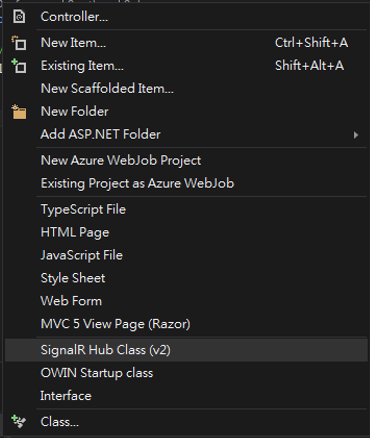 Controller...
New Item... Ctrl+Shift+A
Existing Item... Shift+Alt+A
New Scaffolded Item...
New Folder
Add ASP.NET Folder
New Azure WebJob Project
Existing Project as Azure WebJob
TypeScript File
HTML Page
JavaScript File
Style Sheet
Web Form
MVC 5 View Page (Razor)
SignalR Hub Class (v2)
OWIN Startup class
Interface
Class...